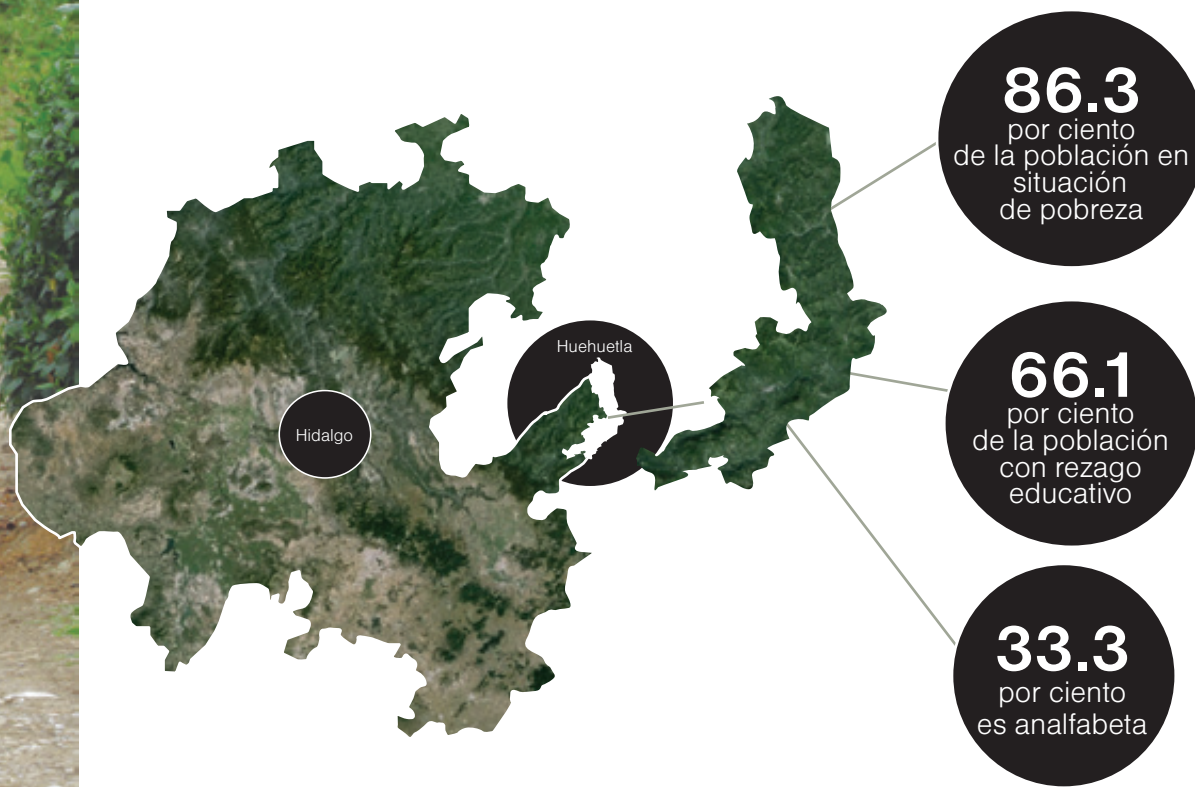 Hidalgo
Huehuetla
86.3
por ciento
de la población en
situación
de pobreza
66.1
por ciento
de la población
con rezago
educativo
33.3
por ciento
es analfabeta